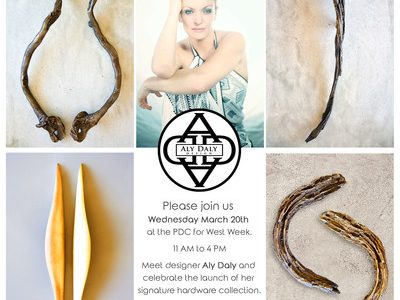 ALY DALY
DESIGN
Please join us
Wednesday March 20th
at the PDC for West Week.
11 AM to 4 PM
Meet designer Aly Daly and
celebrate the launch of her
signature hardware collection.